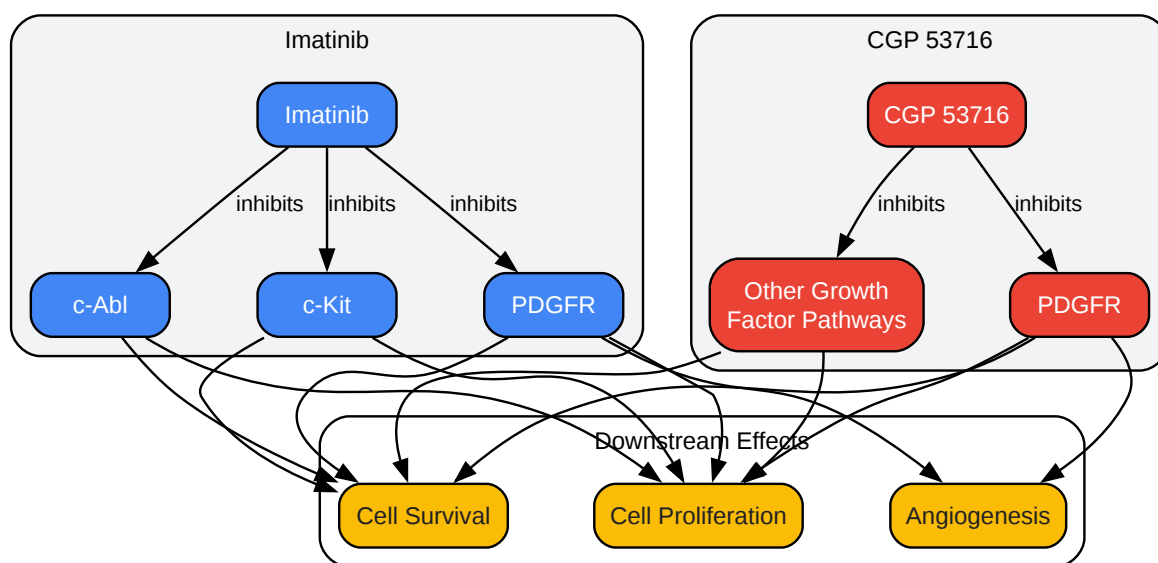 Imatinib
CGP 53716
Imatinib
CGP 53716
inhibits
inhibits
inhibits
inhibits
inhibits
c-Abl
c-Kit
PDGFR
Other Growth
Factor Pathways
PDGFR
Downstream Effects
Cell Survival
Cell Proliferation
Angiogenesis